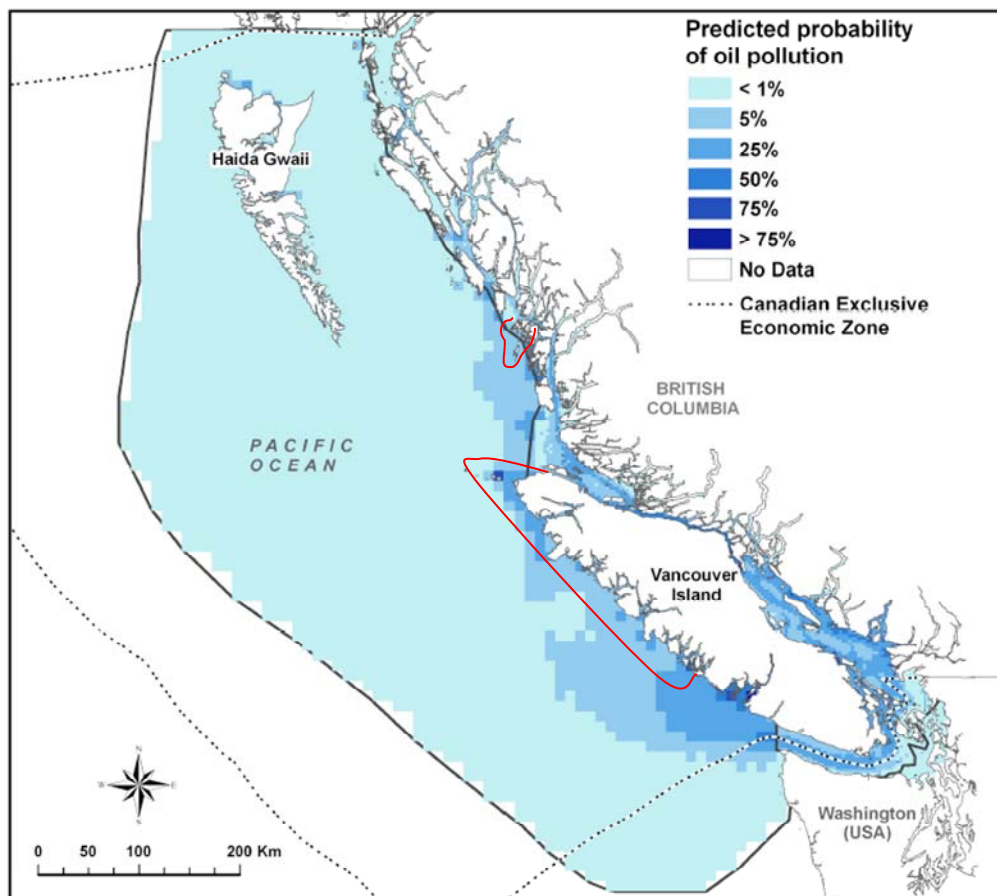 Predicted probability
of oil pollution
< 1%
5%
25%
50%
75%
> 75%
No Data
Canadian Exclusive
Economic Zone
Haida Gwaii
BRITISH
COLUMBIA
PACIFIC
OCEAN
Vancouver
Island
Washington
(USA)
N
W
E
S
0 50 100 200 Km